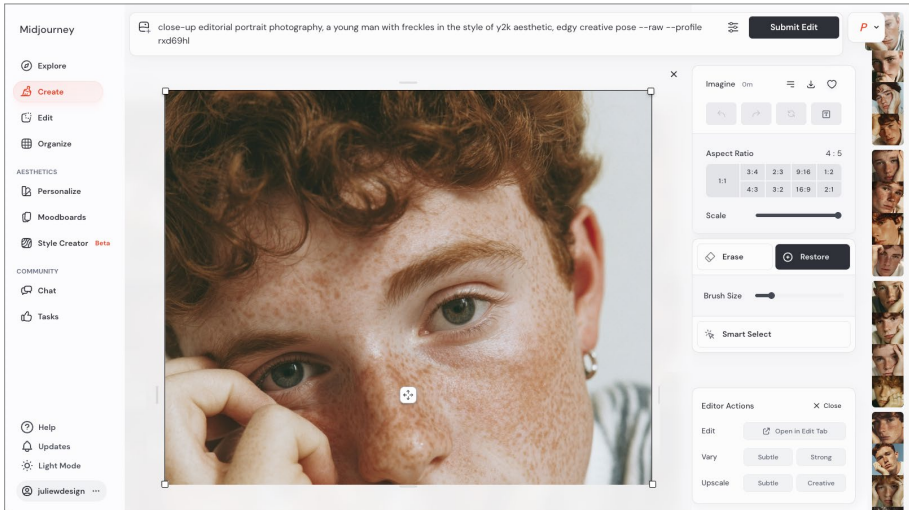 Midjourney
close-up editorial portrait photography, a young man with freckles in the style of y2k aesthetic, edgy creative pose --raw --profile
rxd69hl
Submit Edit
P
Explore
Create
Edit
Organize
AESTHETICS
Personalize
Moodboards
Style Creator Beta
COMMUNITY
Chat
Tasks
Help
Updates
Light Mode
juliewdesign ...
Imagine 0m
Aspect Ratio 4 : 5
1:1
3:4 2:3 9:16 1:2
4:3 3:2 16:9 2:1
Scale
Erase Restore
Brush Size
Smart Select
Editor Actions Close
Edit Open in Edit Tab
Vary Subtle Strong
Upscale Subtle Creative